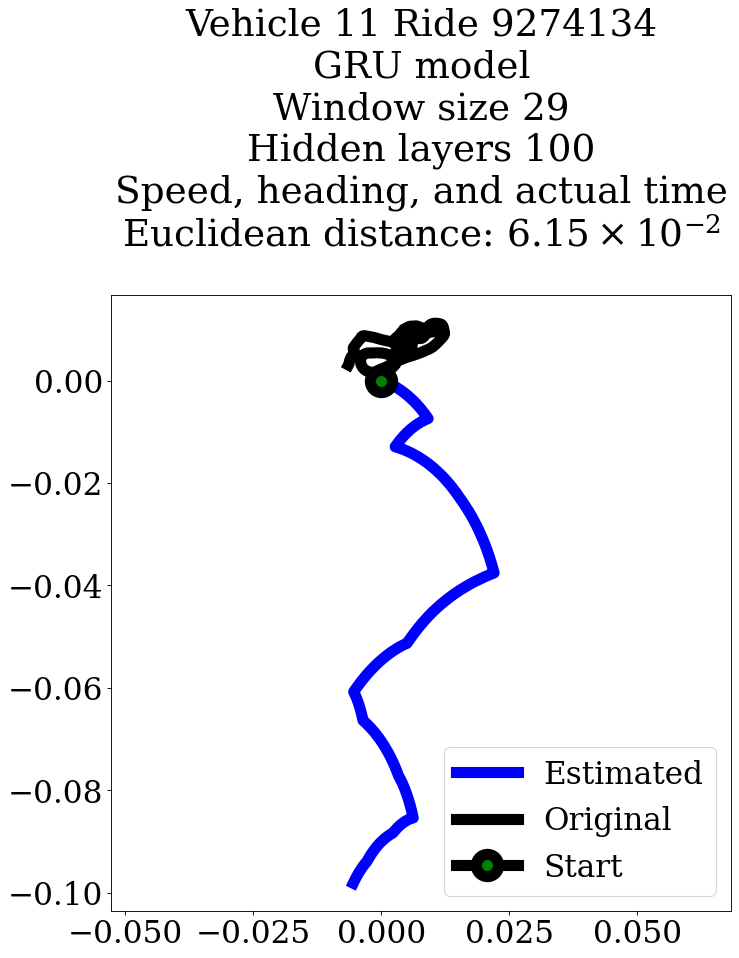 Vehicle 11 Ride 9274134
GRU model
Window size 29
Hidden layers 100
Speed, heading, and actual time
Euclidean distance: 6.15 × 10⁻²
0.00
−0.02
−0.04
−0.06
−0.08
−0.10
Estimated
Original
Start
−0.050 −0.025 0.000 0.025 0.050